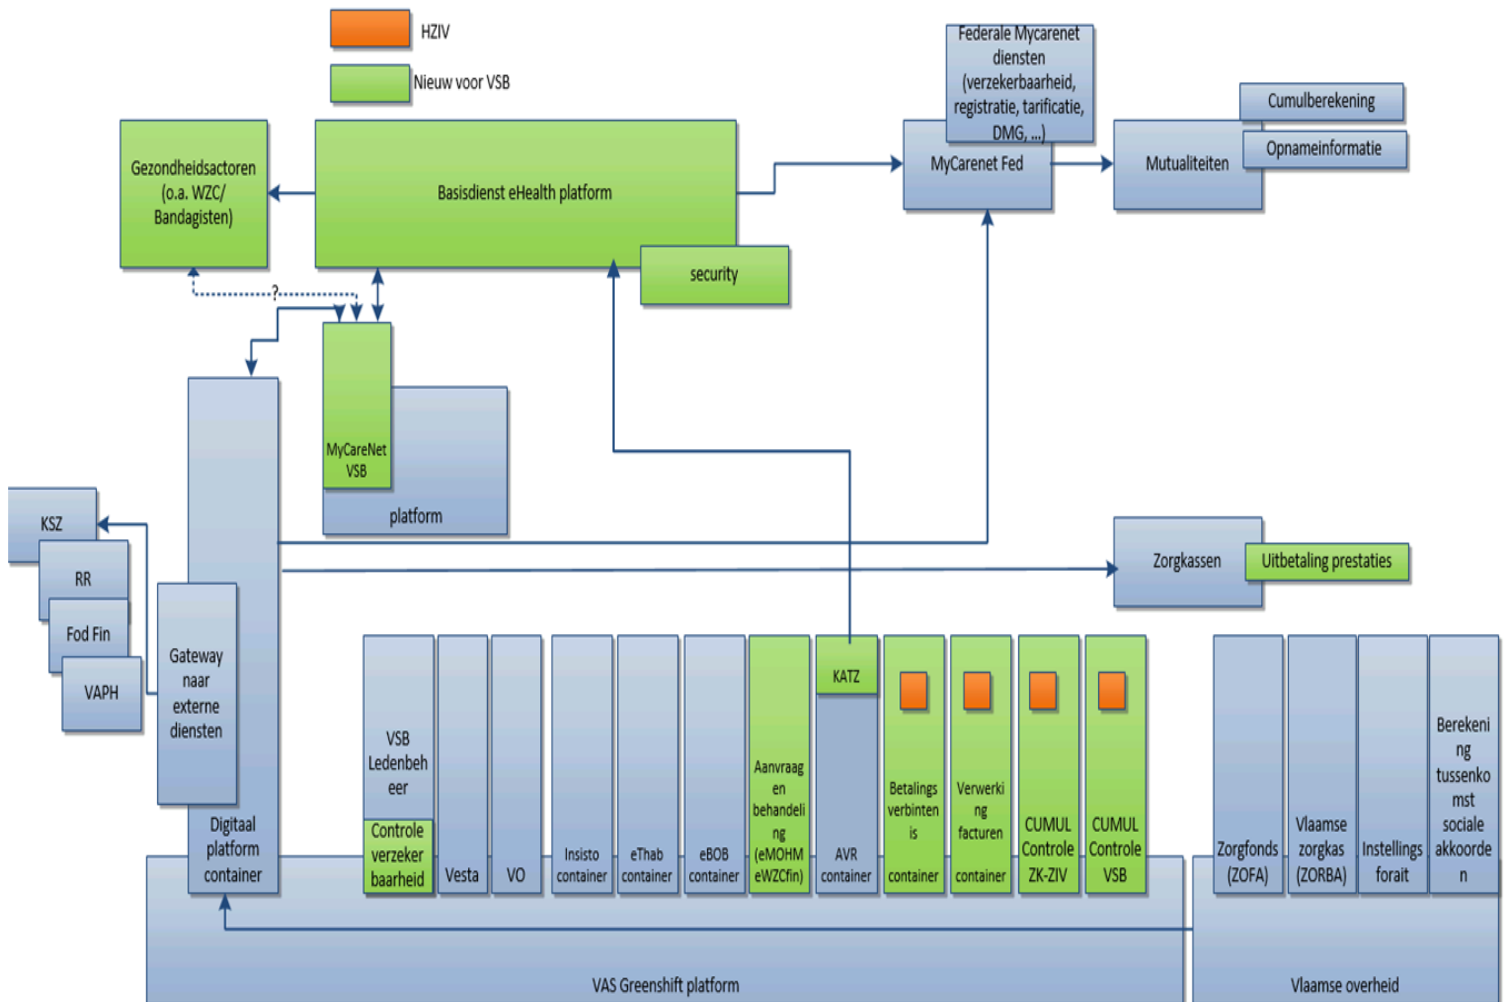 HZIV
Nieuw voor VSB
Federale Mycarenet
diensten
(verzekerbaarheid,
registratie, tarificatie,
DMG, ...)
MyCarenet Fed
Cumulberekening
Opnameinformatie
Mutualiteiten
Gezondheidsactoren
(o.a. WZC/
Bandagisten)
Basisdienst eHealth platform
security
?
MyCareNet
VSB
platform
KSZ
RR
Fod Fin
VAPH
Gateway
naar
externe
diensten
Digitaal
platform
container
Zorgkassen
Uitbetaling prestaties
VSB
Ledenbeh
eer
Controle
verzeker
baarheid
Vesta
VO
Insisto
container
eThab
container
eBOB
container
Aanvraag
en
behandeli
ng
(eMOHM
eWZCfin)
KATZ
AVR
container
Betalings
verbinten
is
container
Verwerki
ng
facturen
container
CUMUL
Controle
ZK-ZIV
CUMUL
Controle
VSB
Zorgfonds
(ZOFA)
Vlaamse
zorgkas
(ZORBA)
Instellings
forait
Berekeni
ng
tussenko
mst
sociale
akkoorde
n
VAS Greenshift platform
Vlaamse overheid